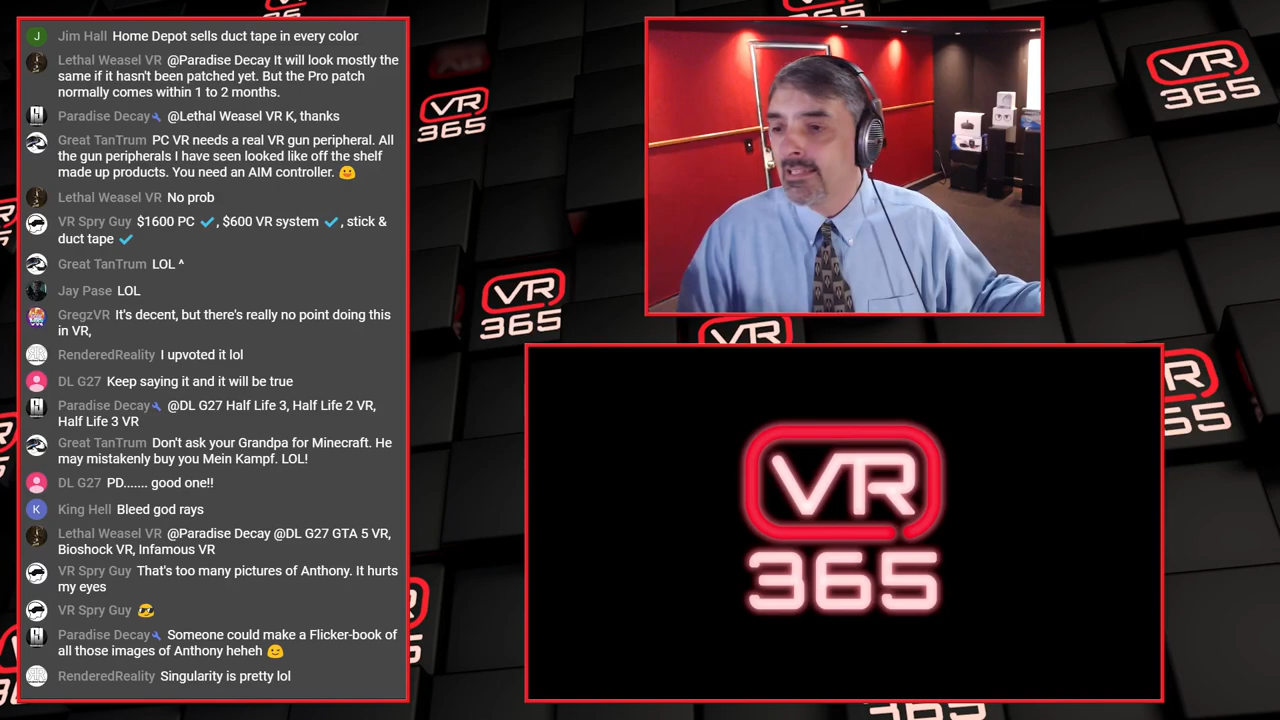 Jim Hall Home Depot sells duct tape in every color
Lethal Weasel VR @Paradise Decay It will look mostly the
same if it hasn't been patched yet. But the Pro patch
normally comes within 1 to 2 months.
Paradise Decay @Lethal Weasel VR K, thanks
Great TanTrum PC VR needs a real VR gun peripheral. All
the gun peripherals I have seen looked like off the shelf
made up products. You need an AIM controller.
Lethal Weasel VR No prob
VR Spry Guy $1600 PC ✓, $600 VR system ✓, stick &
duct tape ✓
Great TanTrum LOL ^
Jay Pase LOL
GregzVR It's decent, but there's really no point doing this
in VR,
RenderedReality I upvoted it lol
DL G27 Keep saying it and it will be true
Paradise Decay @DL G27 Half Life 3, Half Life 2 VR,
Half Life 3 VR
Great TanTrum Don't ask your Grandpa for Minecraft. He
may mistakenly buy you Mein Kampf. LOL!
DL G27 PD....... good one!!
King Hell Bleed god rays
Lethal Weasel VR @Paradise Decay @DL G27 GTA 5 VR,
Bioshock VR, Infamous VR
VR Spry Guy That's too many pictures of Anthony. It hurts
my eyes
VR Spry Guy
Paradise Decay Someone could make a Flicker-book of
all those images of Anthony heheh
RenderedReality Singularity is pretty lol
J
K
VR
365
VR
365
VR
365
VR
VR
365